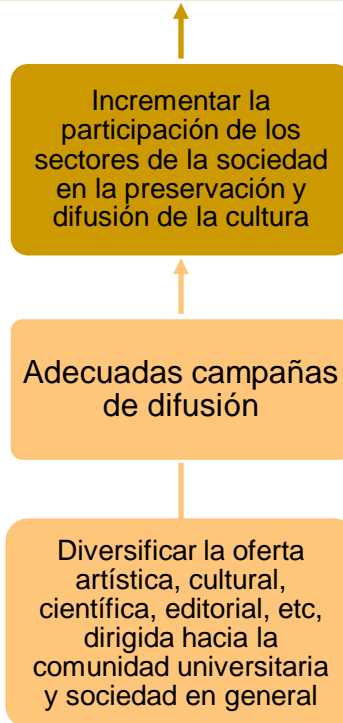 Incrementar la
participación de los
sectores de la sociedad
en la preservación y
difusión de la cultura
Adecuadas campañas
de difusión
Diversificar la oferta
artística, cultural,
científica, editorial, etc,
dirigida hacia la
comunidad universitaria
y sociedad en general